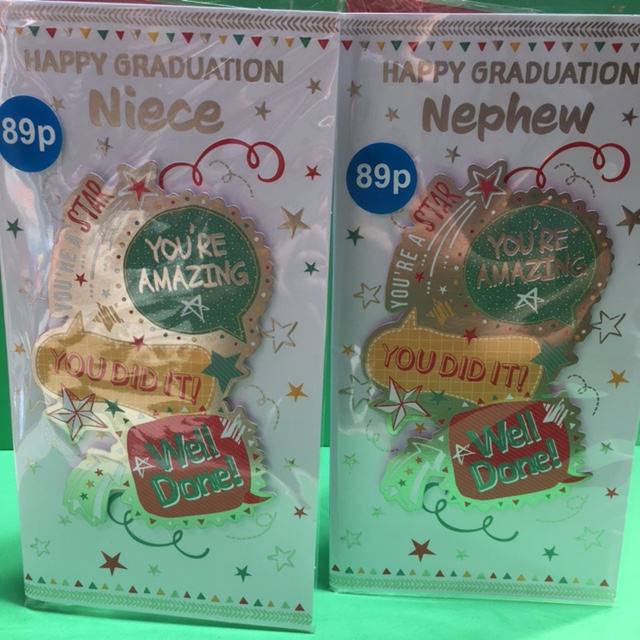 HAPPY GRADUATION
Niece
89p
YOU'RE A STAR
YOU'RE
AMAZING
YOU DID IT!
Well
Done!
HAPPY GRADUATION
Nephew
89p
YOU'RE A STAR
YOU'RE
AMAZING
YOU DID IT!
Well
Done!